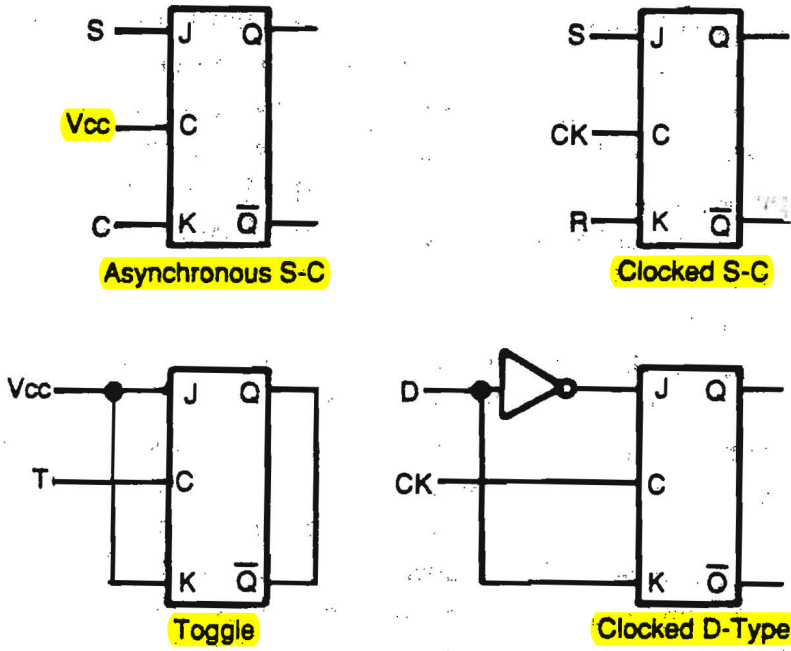 S J Q
Vcc C
C K Q̅
Asynchronous S-C
S J Q
CK C
R K Q̅
Clocked S-C
Vcc J Q
T C
K Q̅
Toggle
D J Q
CK C
K Q̅
Clocked D-Type